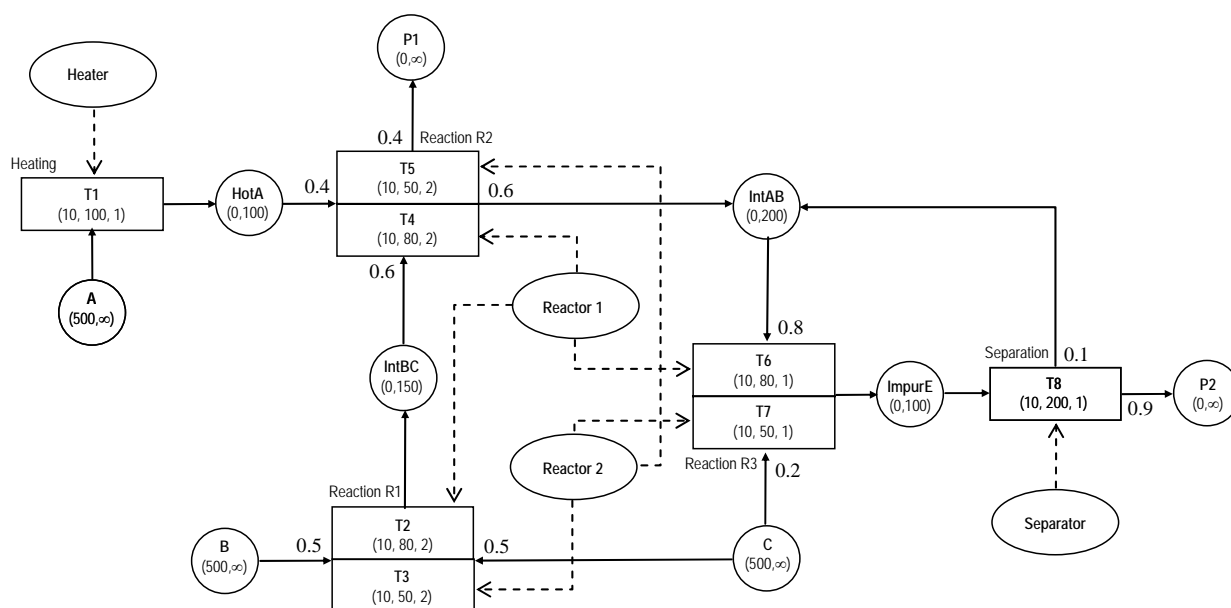 P1
(0,∞)
Heater
0.4
Reaction R2
Heating
T1
(10, 100, 1)
HotA
(0,100)
0.4
T5
(10, 50, 2)
T4
(10, 80, 2)
0.6
0.6
IntAB
(0,200)
A
(500,∞)
Reactor 1
IntBC
(0,150)
0.8
T6
(10, 80, 1)
T7
(10, 50, 1)
Reaction R3
0.2
ImpurE
(0,100)
Separation
0.1
T8
(10, 200, 1)
0.9
P2
(0,∞)
Reactor 2
Reaction R1
Separator
B
(500,∞)
0.5
T2
(10, 80, 2)
T3
(10, 50, 2)
0.5
C
(500,∞)